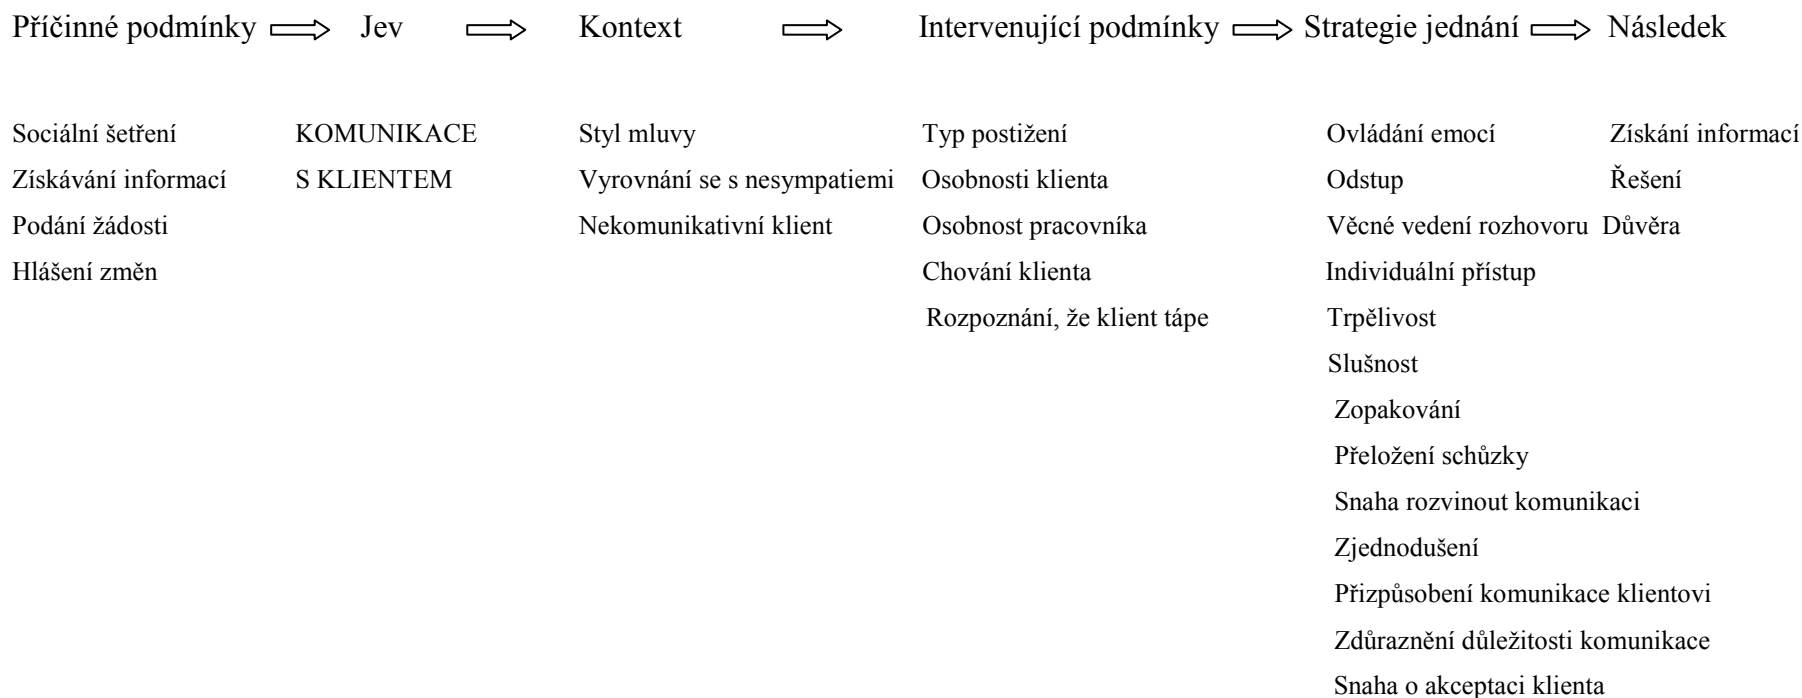 Příčinné podmínky Jev Kontext Intervenující podmínky Strategie jednání Následek
Sociální šetření KOMUNIKACE Styl mluvy Typ postižení Ovládání emocí Získání informací
Získávání informací S KLIENTEM Vyrovnání se s nesympatiemi Osobnosti klienta Odstup Řešení
Podání žádosti Nekomunikativní klient Osobnost pracovníka Věcné vedení rozhovoru Důvěra
Hlášení změn Chování klienta Individuální přístup
Rozpoznání, že klient tápe Trpělivost
Slušnost
Zopakování
Přeložení schůzky
Snaha rozvinout komunikaci
Zjednodušení
Přizpůsobení komunikace klientovi
Zdůraznění důležitosti komunikace
Snaha o akceptaci klienta